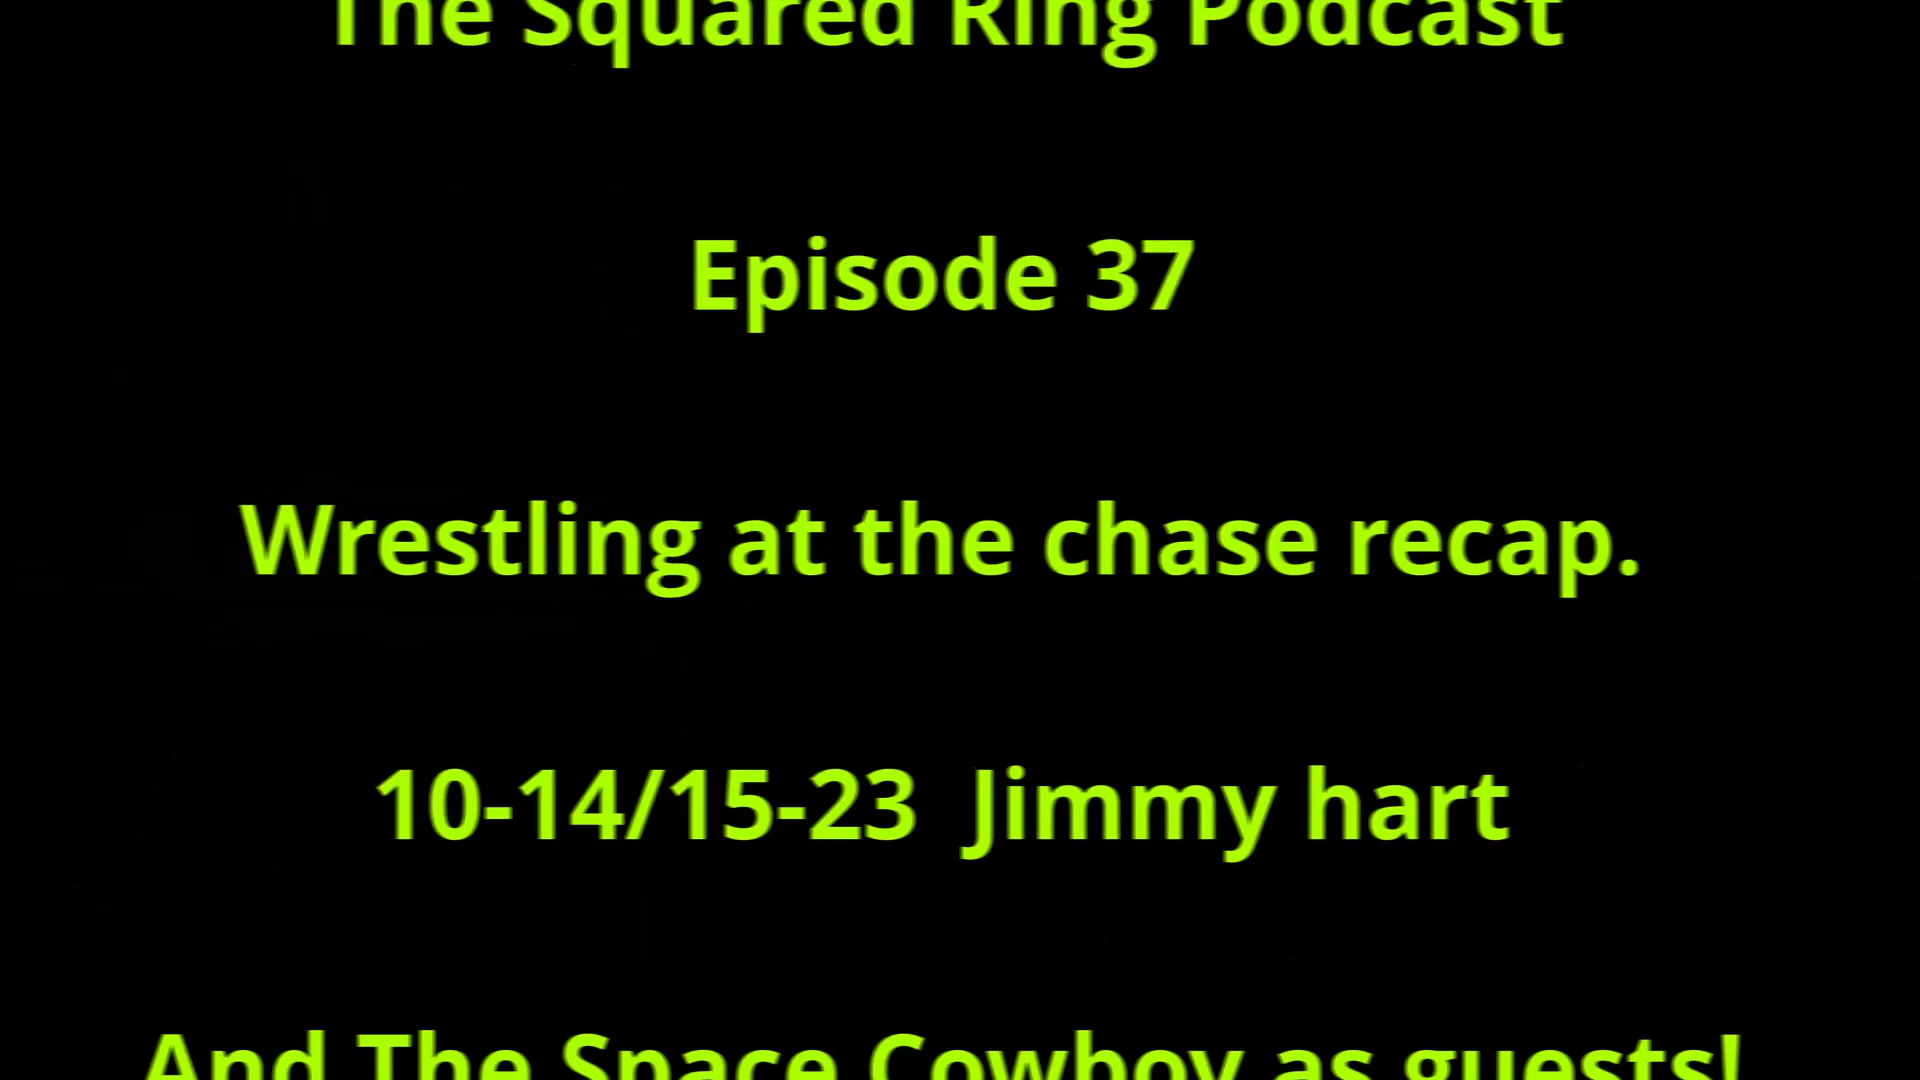 The Squared Ring Podcast
Episode 37
Wrestling at the chase recap.
10-14/15-23  Jimmy hart
And The Space Cowboy as guests!